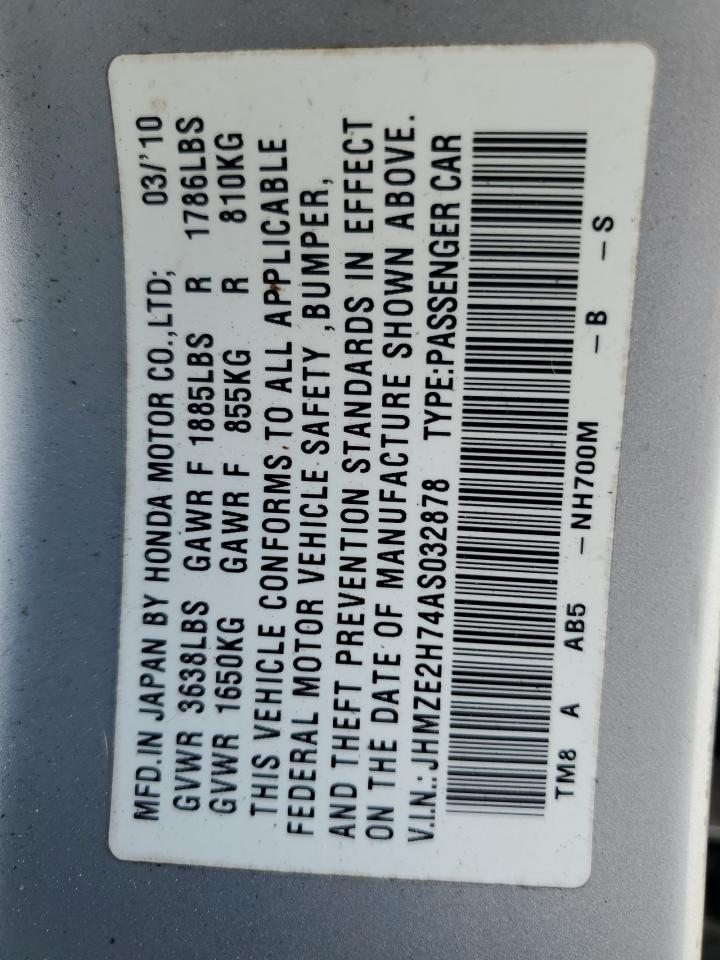 MFD.IN JAPAN BY HONDA MOTOR CO.,LTD; 03/'10
GVWR 3638LBS GAWR F 1885LBS R 1786LBS
GVWR 1650KG GAWR F 855KG R 810KG
THIS VEHICLE CONFORMS TO ALL APPLICABLE
FEDERAL MOTOR VEHICLE SAFETY ,BUMPER,
AND THEFT PREVENTION STANDARDS IN EFFECT
ON THE DATE OF MANUFACTURE SHOWN ABOVE.
V.I.N.: JHMZE2H74AS032878 TYPE:PASSENGER CAR
TM8 A AB5 –NH700M –B –S